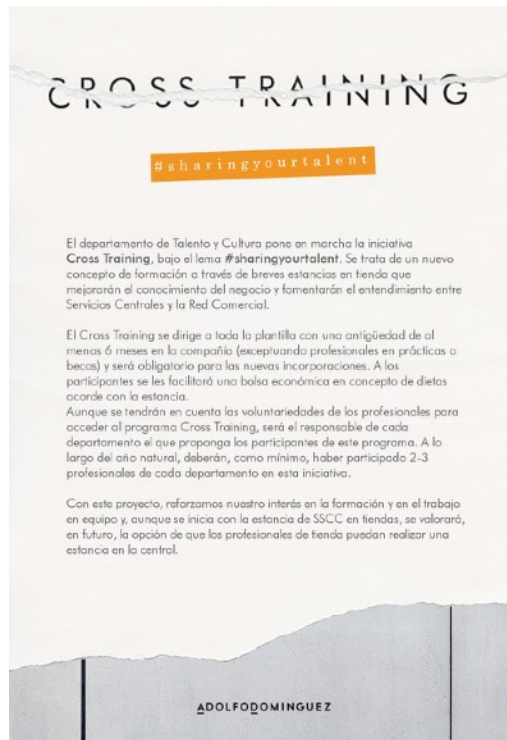 CROSS TRAINING
#sharingyourtalent
El departamento de Talento y Cultura pone en marcha la iniciativa
Cross Training, bajo el lema #sharingyourtalent. Se trata de un nuevo
concepto de formación a través de breves estancias en tienda que
mejorarán el conocimiento del negocio y fomentarán el entendimiento entre
Servicios Centrales y la Red Comercial.
El Cross Training se dirige a toda la plantilla con una antigüedad de al
menos 6 meses en la compañía (exceptuando profesionales en prácticas o
becas) y será obligatorio para las nuevas incorporaciones. A los
participantes se les facilitará una bolsa económica en concepto de dietas
acorde con la estancia.
Aunque se tendrán en cuenta las voluntariedades de los profesionales para
acceder al programa Cross Training, será el responsable de cada
departamento el que proponga los participantes de este programa. A lo
largo del año natural, deberán, como mínimo, haber participado 2-3
profesionales de cada departamento en esta iniciativa.
Con este proyecto, reforzamos nuestro interés en la formación y en el trabajo
en equipo y, aunque se inicia con la estancia de SSCC en tiendas, se valorará,
en futuro, la opción de que los profesionales de tienda puedan realizar una
estancia en la central.
ADOLFODOMINGUEZ